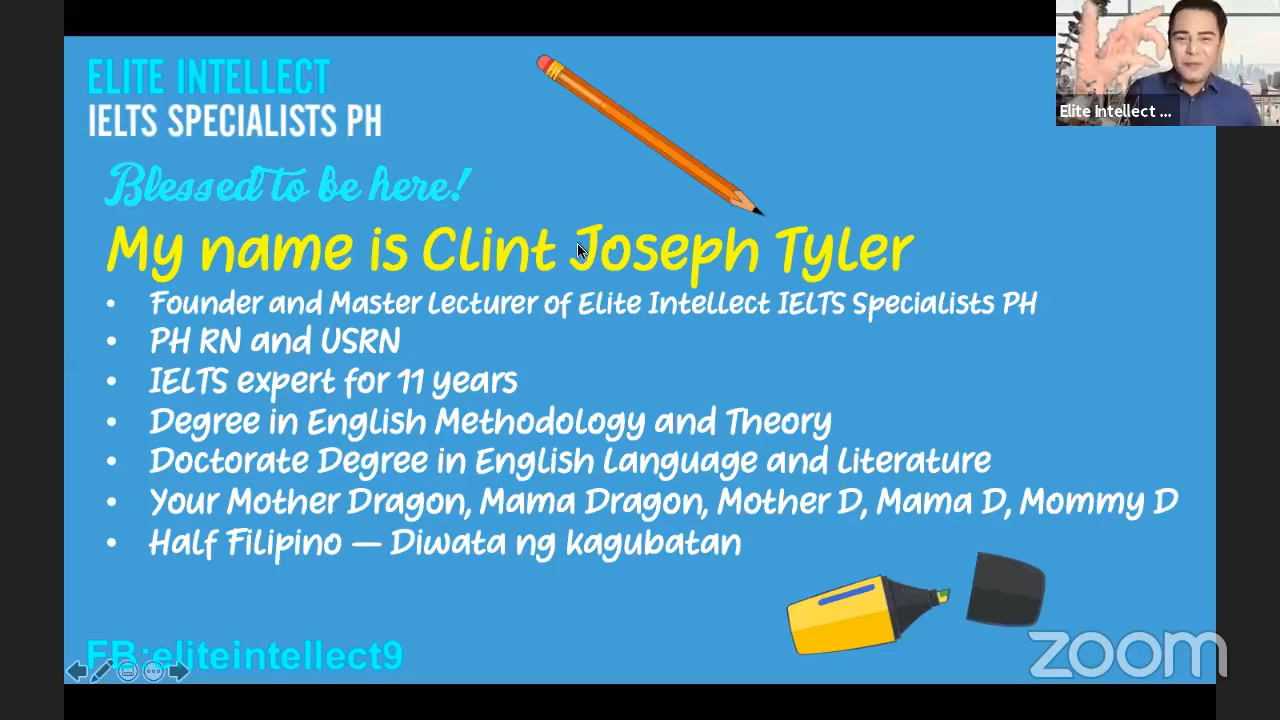 ELITE INTELLECT
IELTS SPECIALISTS PH
Blessed to be here!
My name is Clint Joseph Tyler
• Founder and Master Lecturer of Elite Intellect IELTS Specialists PH
• PH RN and USRN
• IELTS expert for 11 years
• Degree in English Methodology and Theory
• Doctorate Degree in English Language and Literature
• Your Mother Dragon, Mama Dragon, Mother D, Mama D, Mommy D
• Half Filipino — Diwata ng kagubatan
FB:eliteintellect9
Elite Intellect ...
zoom